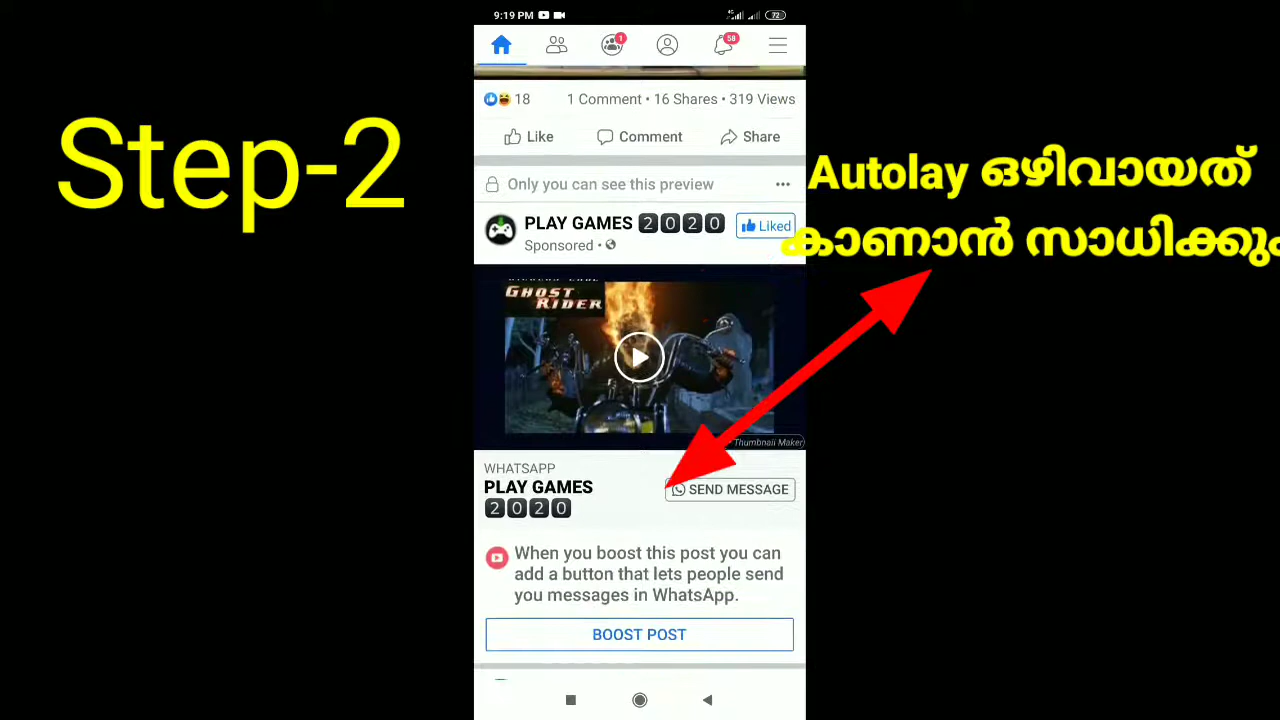 9:19 PM
72
1
58
Step-2
18
1 Comment • 16 Shares • 319 Views
Like
Comment
Share
Only you can see this preview
Autolay ഒഴിവായത്
കാണാൻ സാധിക്കും
PLAY GAMES 2020
Liked
Sponsored •
GHOST
RIDER
Thumbnail Maker
WHATSAPP
PLAY GAMES
2020
SEND MESSAGE
When you boost this post you can
add a button that lets people send
you messages in WhatsApp.
BOOST POST